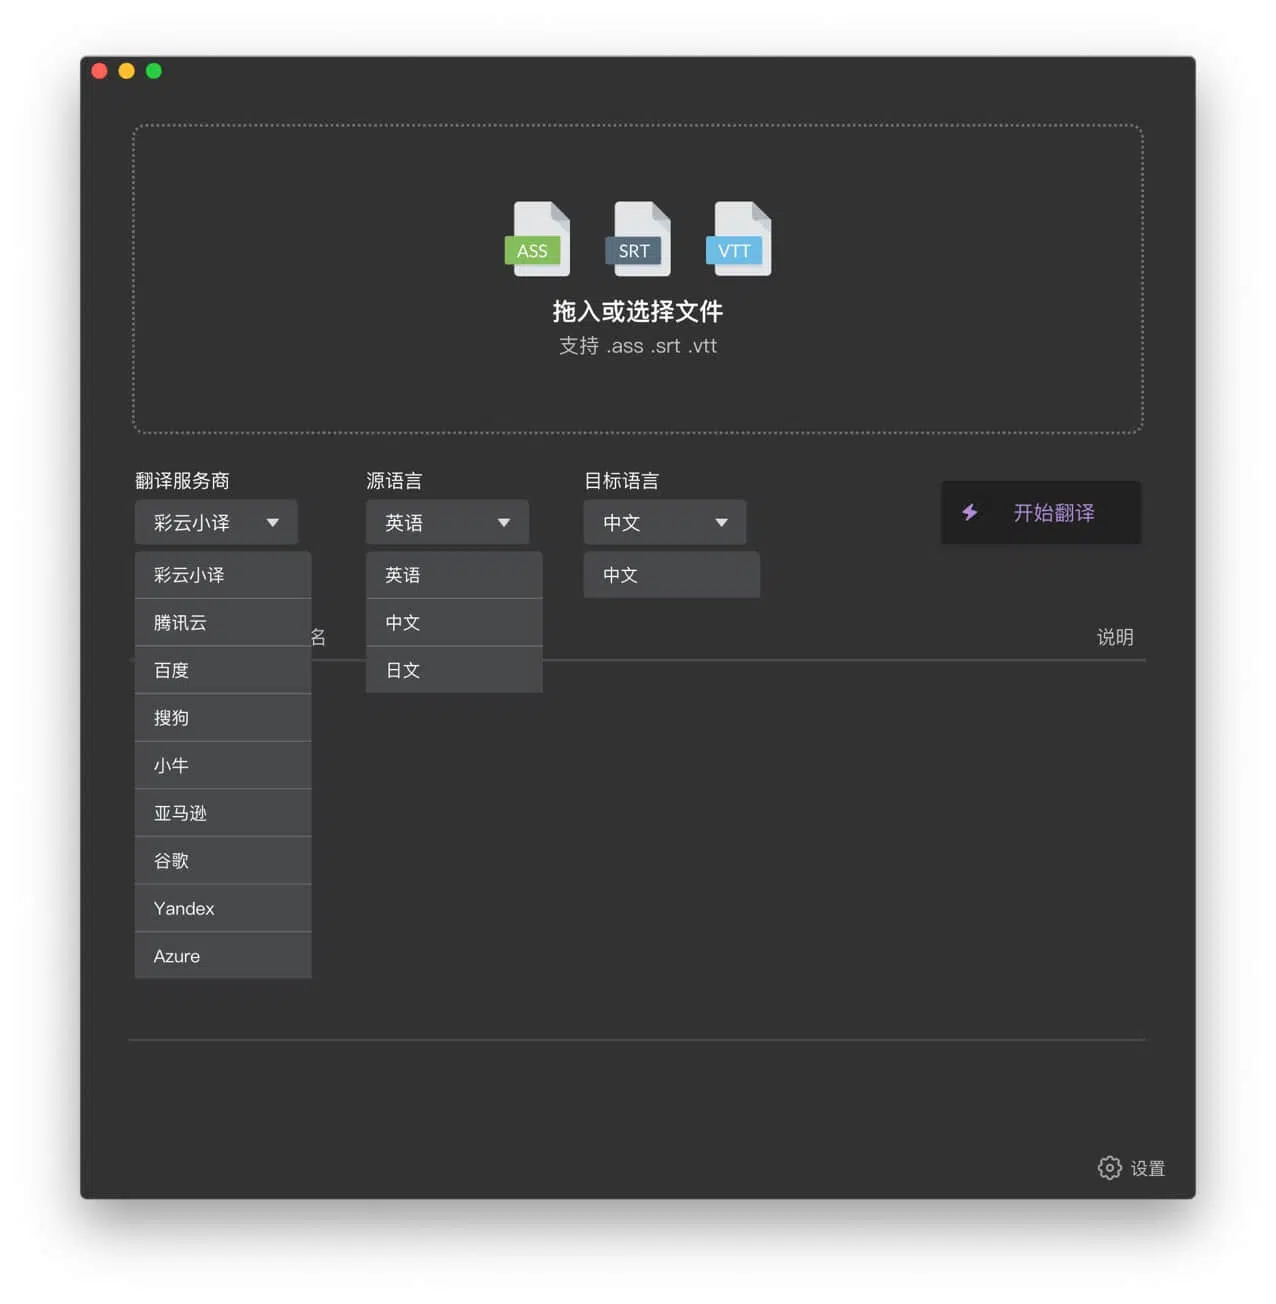 ASS SRT VTT
拖入或选择文件
支持 .ass .srt .vtt
翻译服务商 源语言 目标语言
彩云小译 英语 中文 开始翻译
彩云小译 英语 中文
腾讯云 中文
名 说明
百度 日文
搜狗
小牛
亚马逊
谷歌
Yandex
Azure
设置